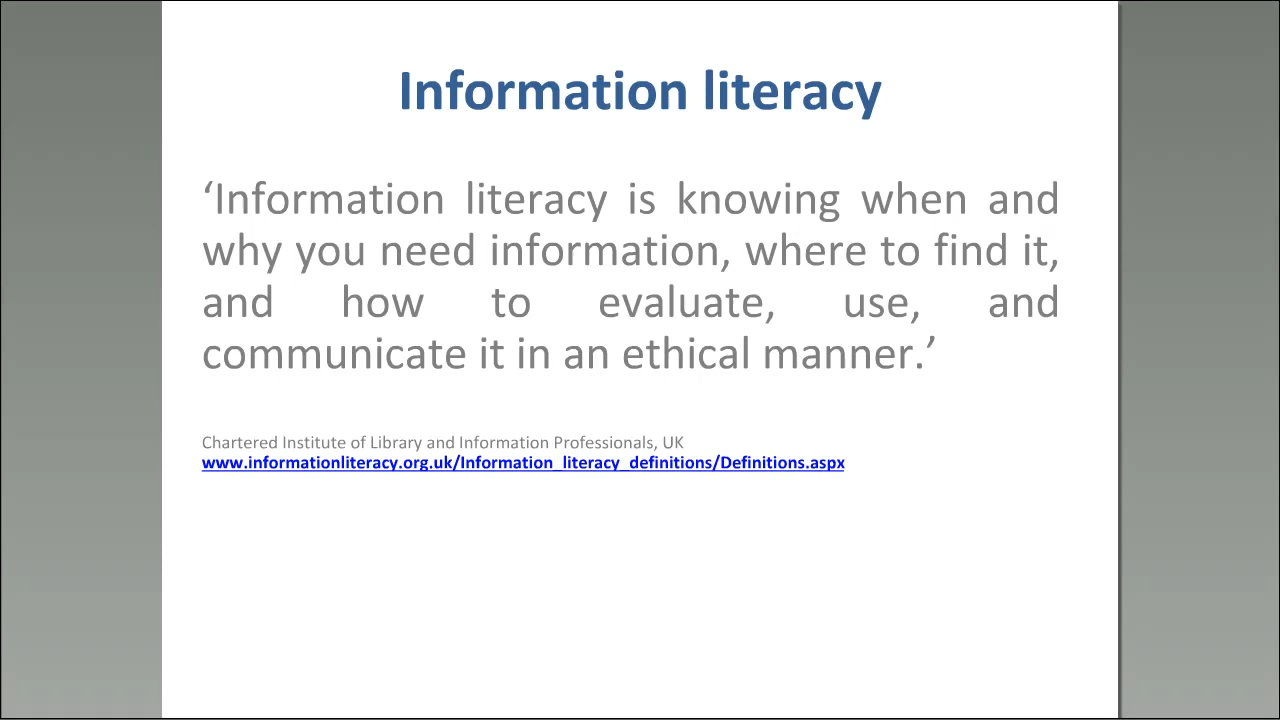 Information literacy
‘Information literacy is knowing when and
why you need information, where to find it,
and how to evaluate, use, and
communicate it in an ethical manner.’
Chartered Institute of Library and Information Professionals, UK
www.informationliteracy.org.uk/Information_literacy_definitions/Definitions.aspx